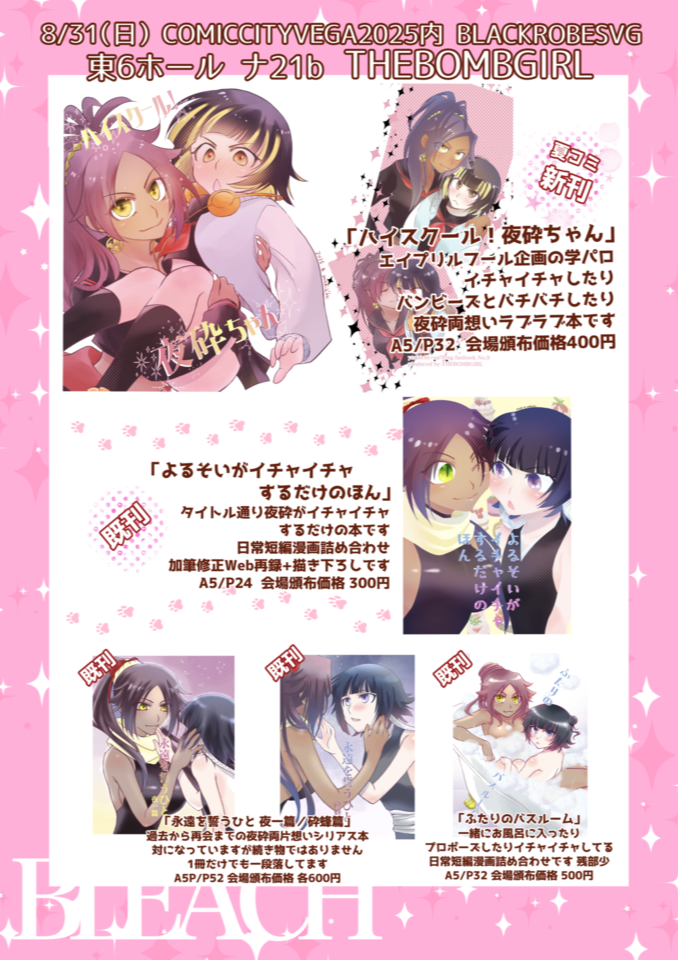 8/31(日) COMICCITYVEGA2025内 BLACKROBESVG
東6ホール ナ21b THEBOMBGIRL
ハイスクール!
夜砕ちゃん
夏コミ
新刊
「ハイスクール!夜砕ちゃん」
エイプリルフール企画の学パロ
イチャイチャしたり
バンビーズとバチバチしたり
夜砕両想いラブラブ本です
A5/P32 会場頒布価格400円
THEBOMBGIRL
「よるそいがイチャイチャ
するだけのほん」
既刊
タイトル通り夜砕がイチャイチャ
するだけの本です
日常短編漫画詰め合わせ
加筆修正Web再録+描き下ろしです
A5/P24 会場頒布価格 300円
よるそいが
イチャイチャ
するだけの
ほん
既刊
永遠を誓うひと
既刊
永遠を誓うひと
「永遠を誓うひと 夜一篇/砕蜂篇」
過去から再会までの夜砕両片想いシリアス本
対になっていますが続き物ではありません
1冊だけでも一段落してます
A5P/P52 会場頒布価格 各600円
既刊
ふたりの
バスルーム
「ふたりのバスルーム」
一緒にお風呂に入ったり
プロポーズしたりイチャイチャしてる
日常短編漫画詰め合わせです 残部少
A5/P32 会場頒布価格 500円
BLEACH